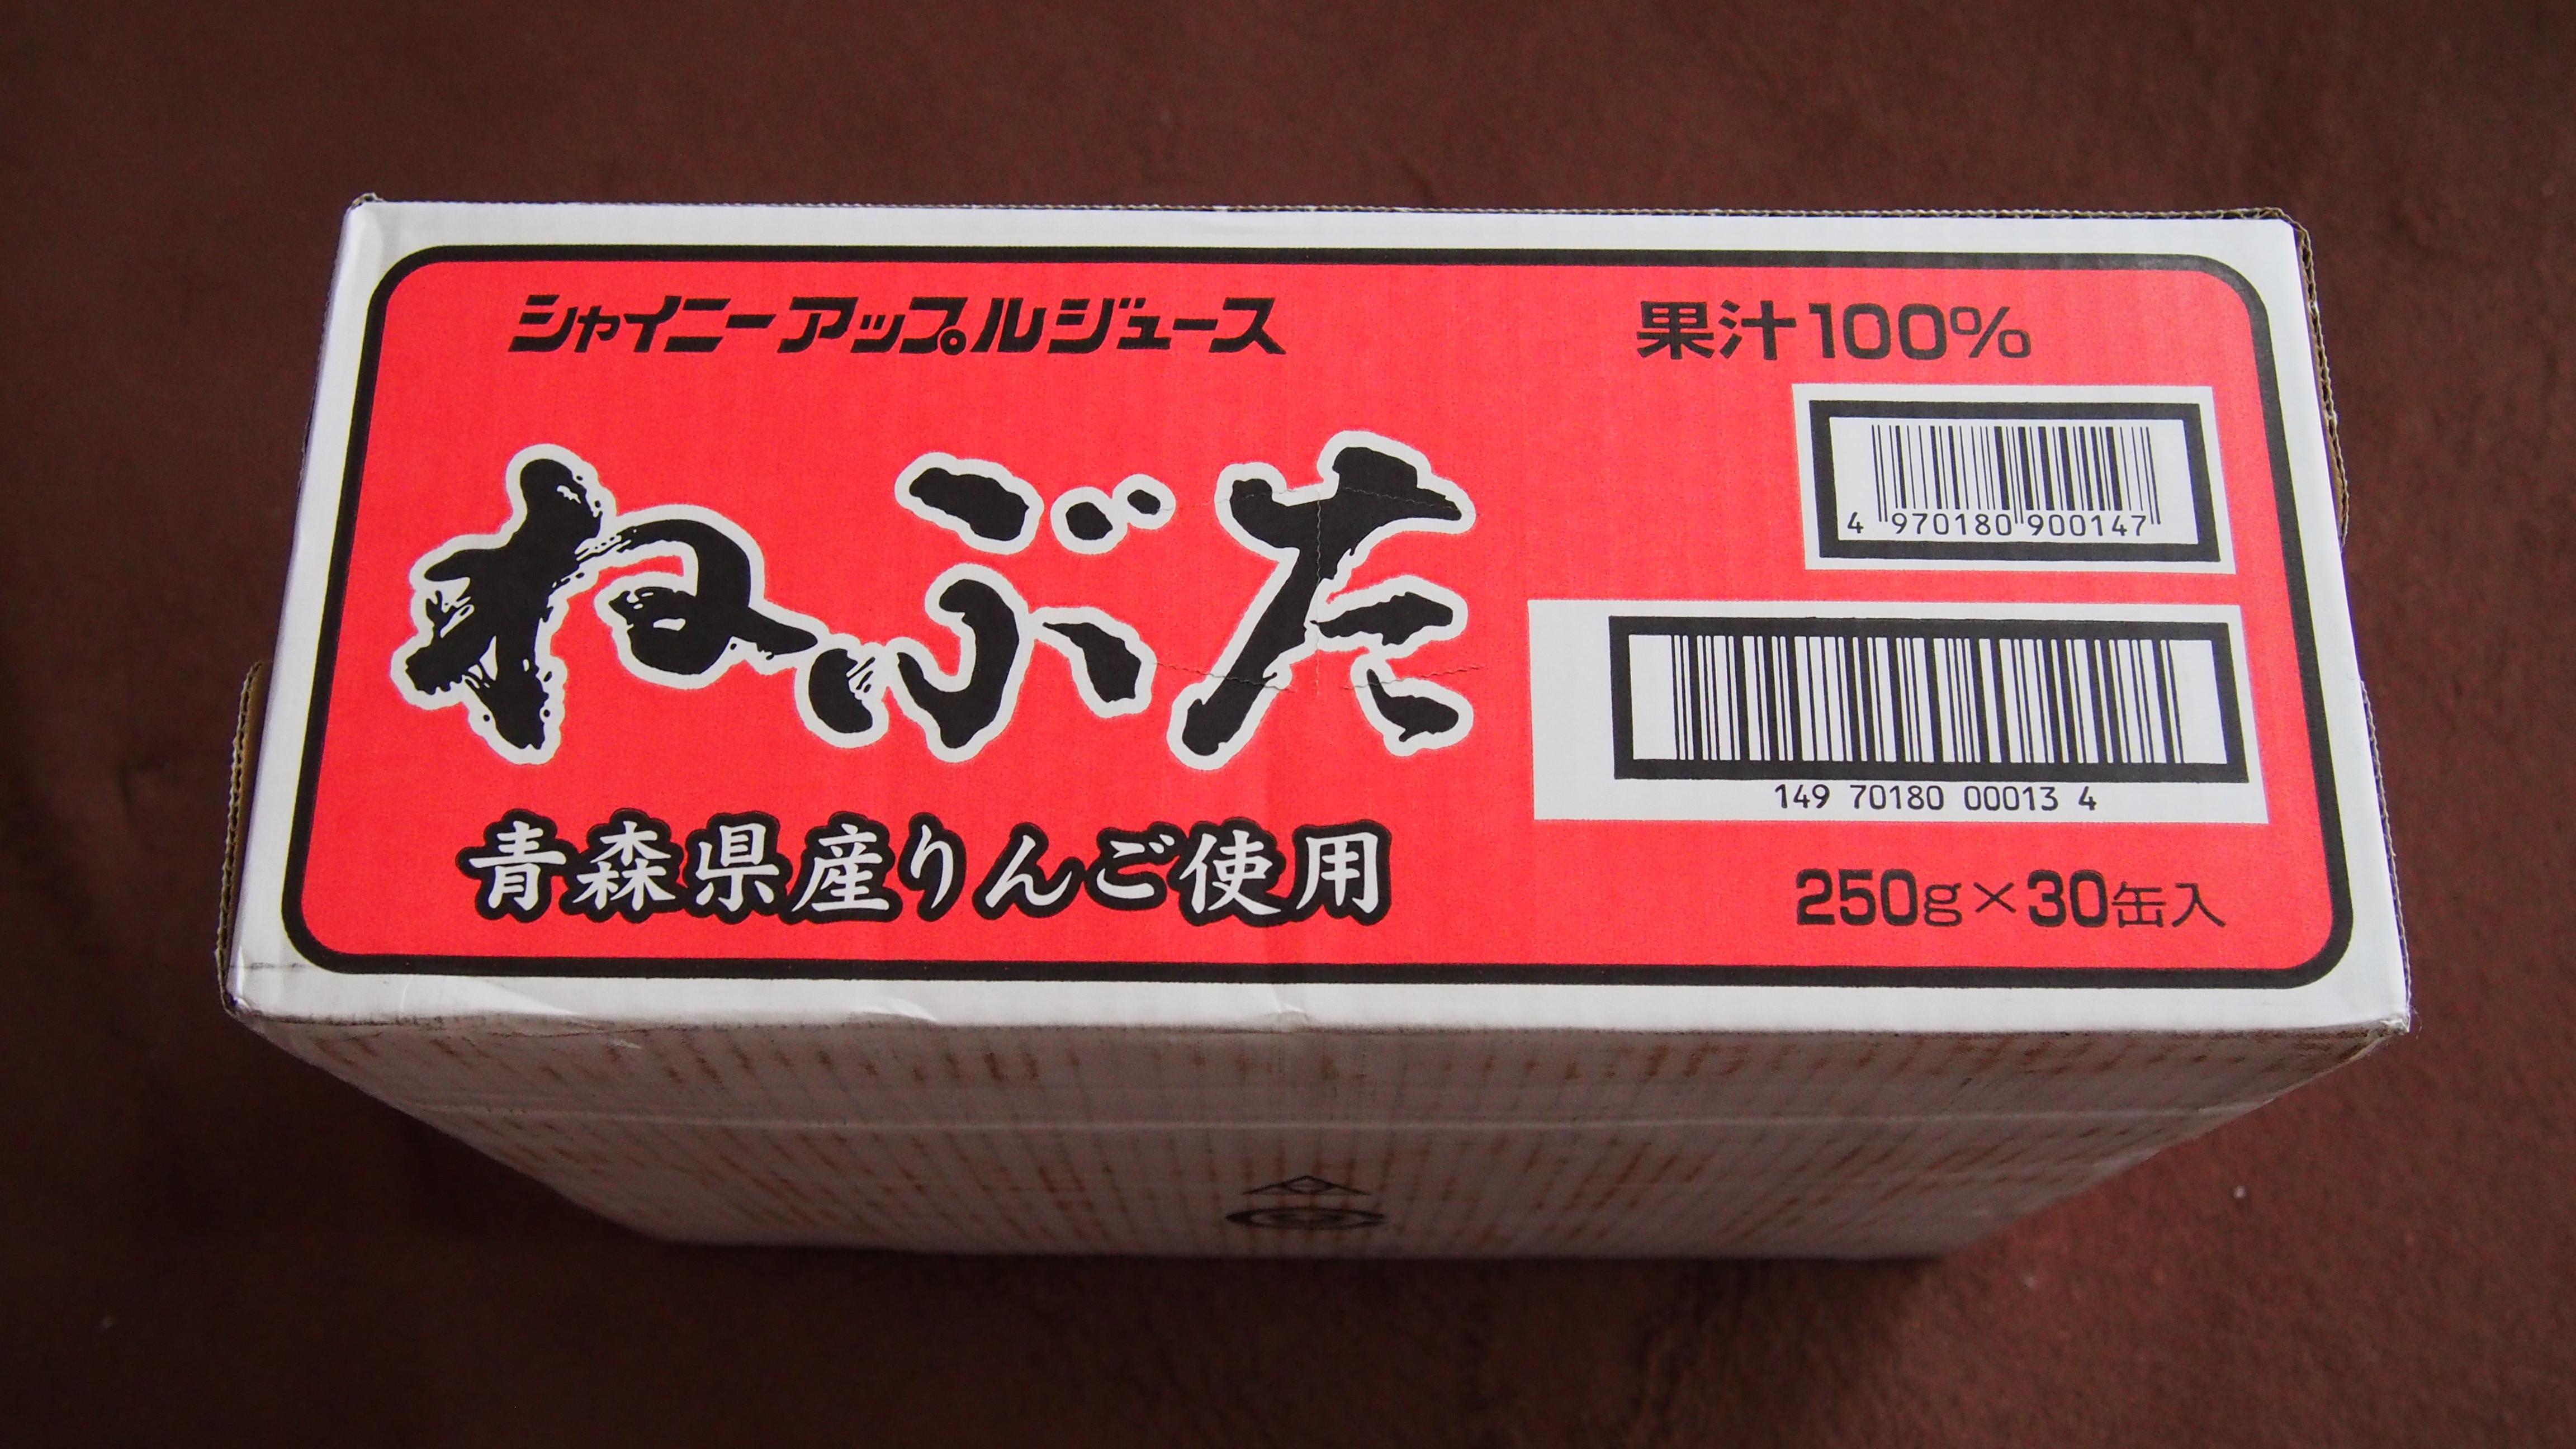 シャイニーアップルジュース
果汁100%
ねぶた
4 970180 900147
149 70180 00013 4
青森県産りんご使用
250g×30缶入